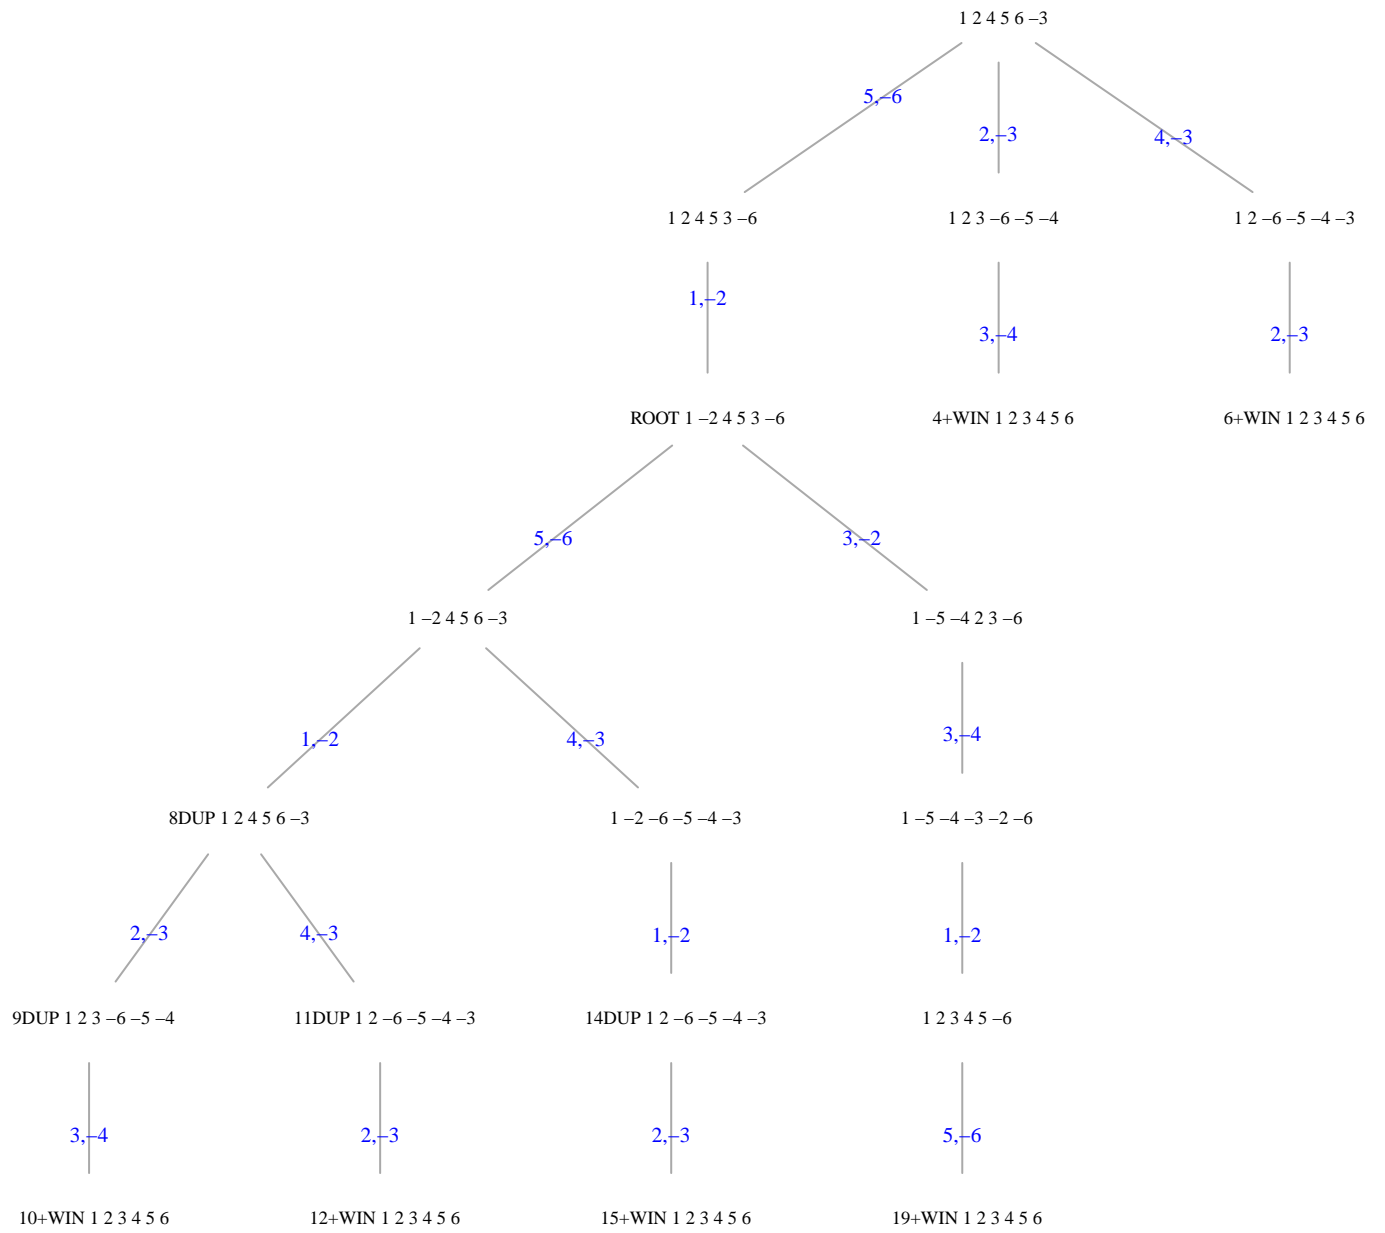 1 2 4 5 6 –3
5,–6
2,–3
4,–3
1 2 4 5 3 –6
1 2 3 –6 –5 –4
1 2 –6 –5 –4 –3
1,–2
3,–4
2,–3
ROOT 1 –2 4 5 3 –6
4+WIN 1 2 3 4 5 6
6+WIN 1 2 3 4 5 6
5,–6
3,–2
1 –2 4 5 6 –3
1 –5 –4 2 3 –6
1,–2
4,–3
3,–4
8DUP 1 2 4 5 6 –3
1 –2 –6 –5 –4 –3
1 –5 –4 –3 –2 –6
2,–3
4,–3
1,–2
1,–2
9DUP 1 2 3 –6 –5 –4
11DUP 1 2 –6 –5 –4 –3
14DUP 1 2 –6 –5 –4 –3
1 2 3 4 5 –6
3,–4
2,–3
2,–3
5,–6
10+WIN 1 2 3 4 5 6
12+WIN 1 2 3 4 5 6
15+WIN 1 2 3 4 5 6
19+WIN 1 2 3 4 5 6